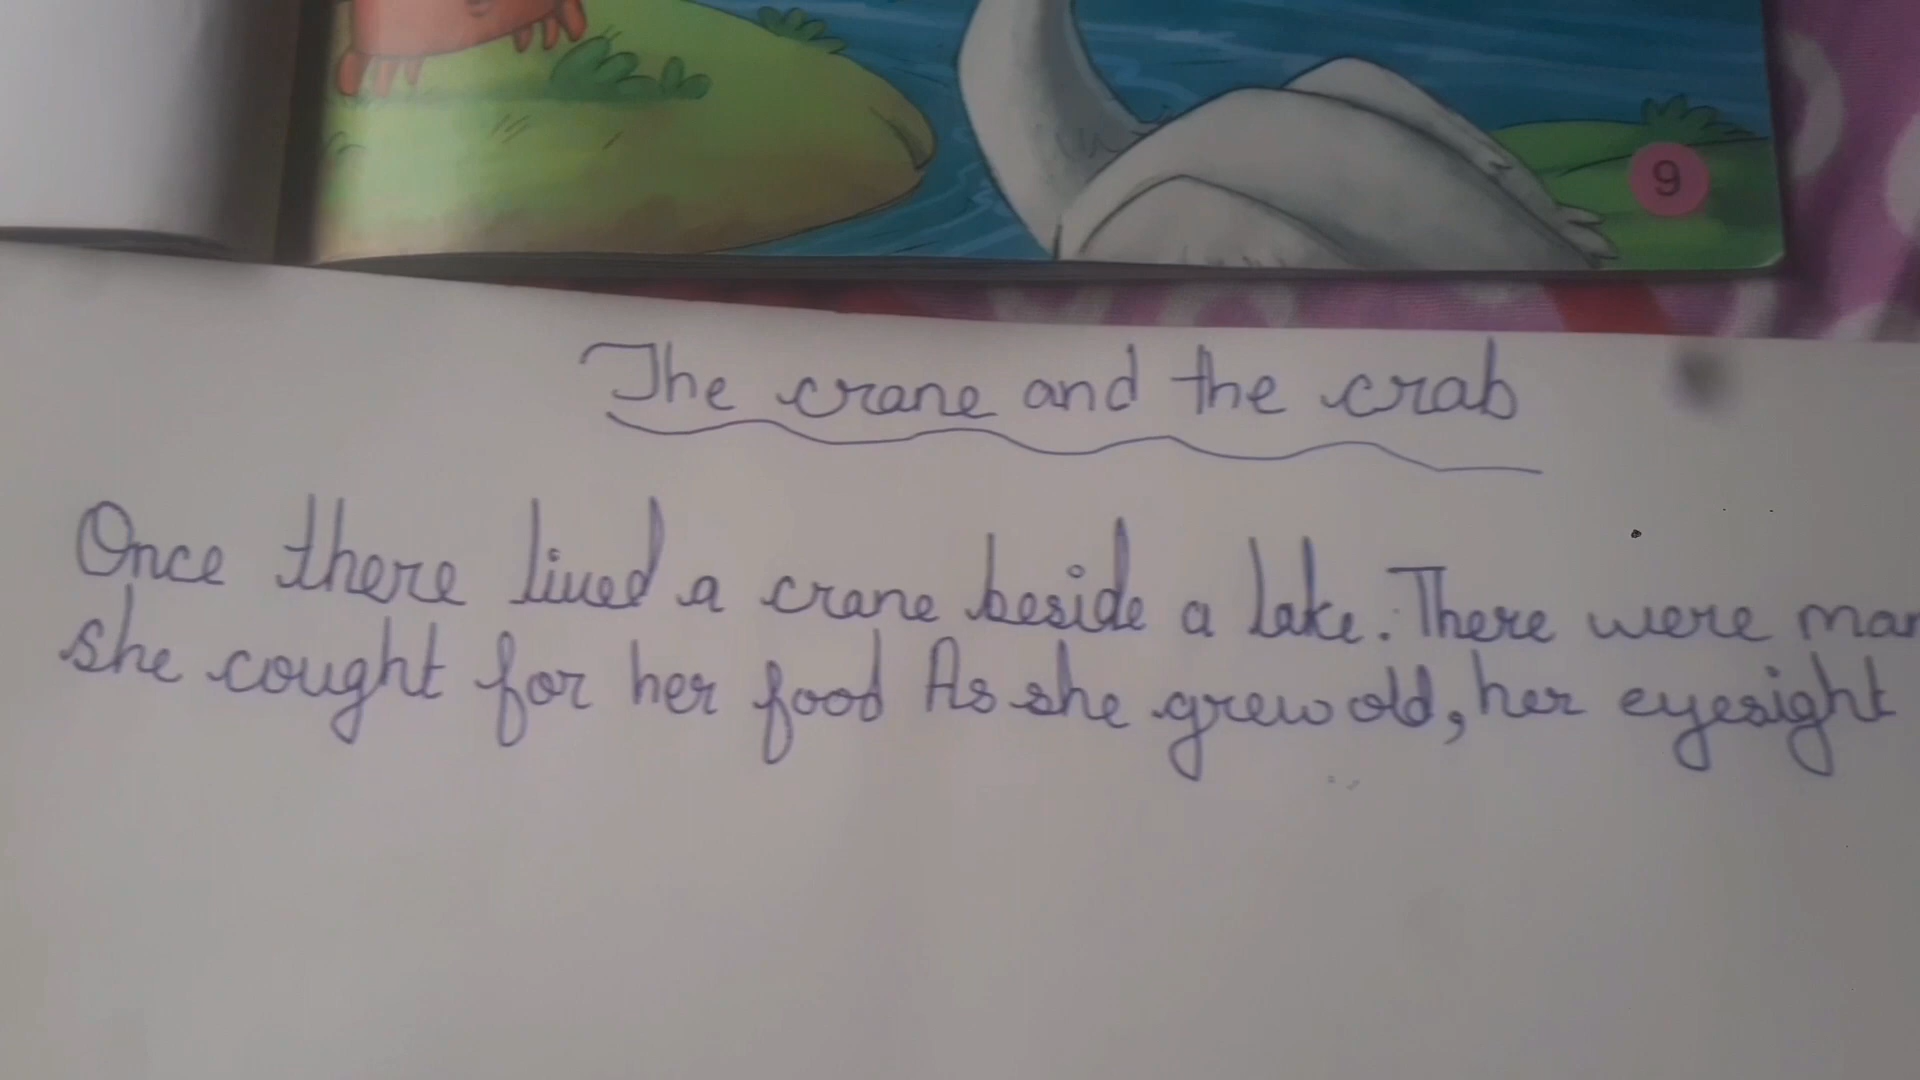 9
The crane and the crab
Once there lived a crane beside a lake. There were
she cought for her food As she grew old, her eyesight